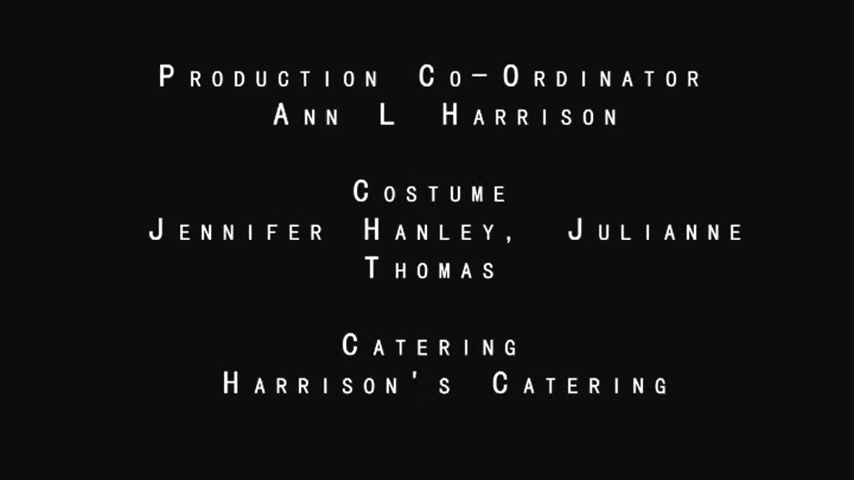 Production Co-Ordinator
Ann L Harrison
Costume
Jennifer Hanley, Julianne
Thomas
Catering
Harrison's Catering